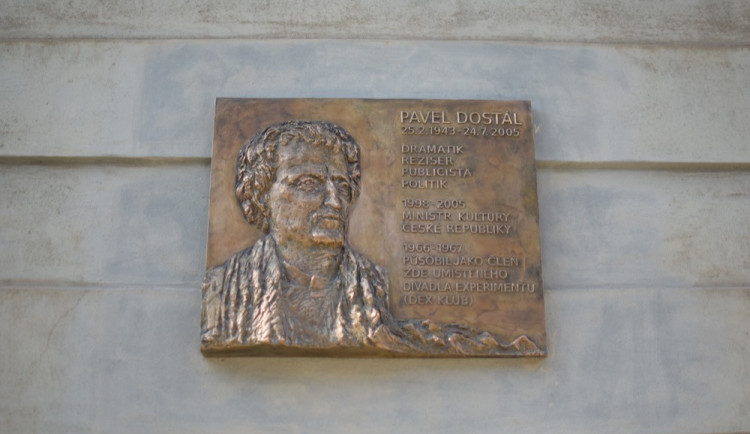 PAVEL DOSTÁL
25.2.1943-24.7.2005
DRAMATIK
REŽISÉR
PUBLICISTA
POLITIK
1998-2005
MINISTR KULTURY
ČESKÉ REPUBLIKY
1966-1967
PŮSOBIL JAKO ČLEN
ZDE UMÍSTĚNÉHO
DIVADLA EXPERIMENTU
(DEX KLUB)